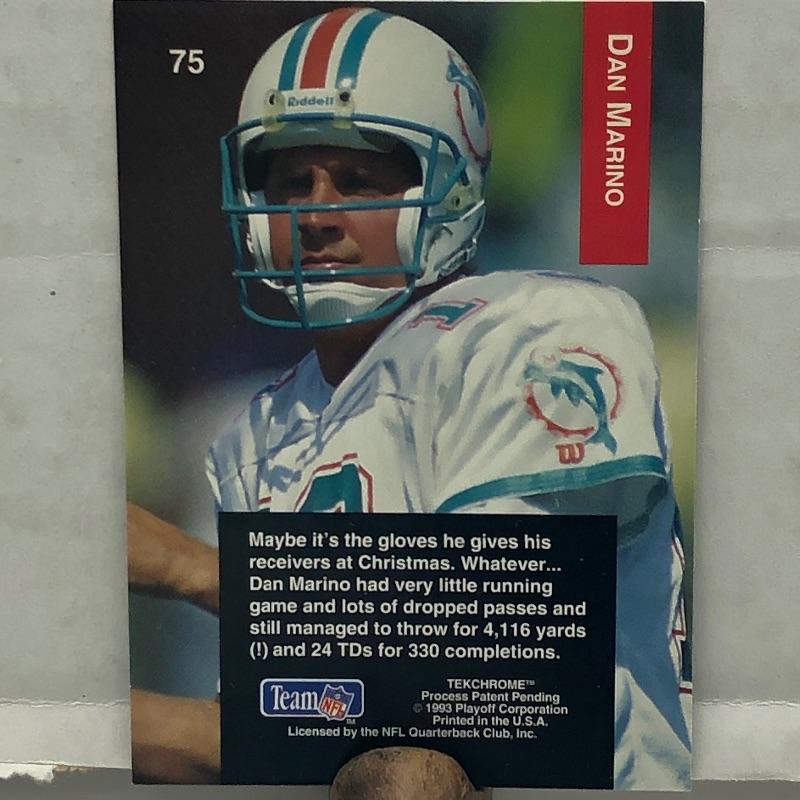 75
DAN MARINO
Riddell
Maybe it's the gloves he gives his
receivers at Christmas. Whatever...
Dan Marino had very little running
game and lots of dropped passes and
still managed to throw for 4,116 yards
(!) and 24 TDs for 330 completions.
Team NFL TM
TEKCHROME™
Process Patent Pending
© 1993 Playoff Corporation
Printed in the U.S.A.
Licensed by the NFL Quarterback Club, Inc.